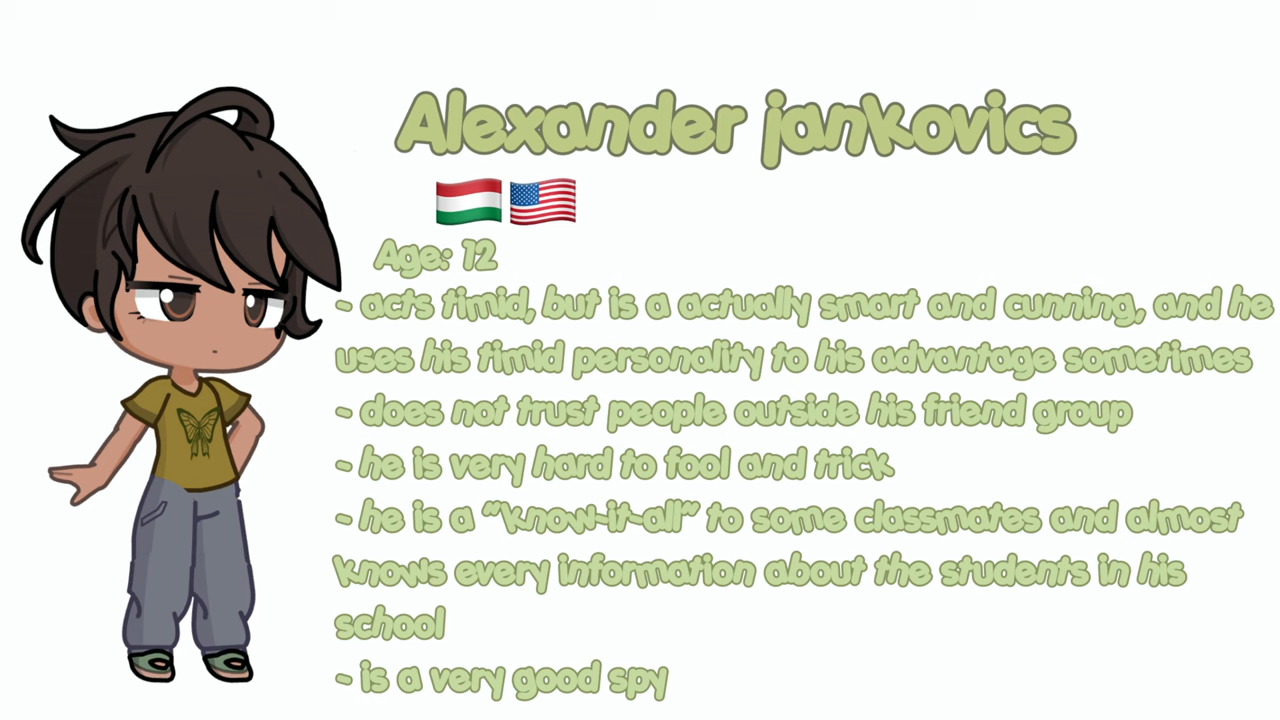 Alexander jankovics
🇭🇺🇺🇸
Age: 12
- acts timid, but is a actually smart and cunning, and he
uses his timid personality to his advantage sometimes
- does not trust people outside his friend group
- he is very hard to fool and trick
- he is a “know-it-all” to some classmates and almost
knows every information about the students in his
school
- is a very good spy